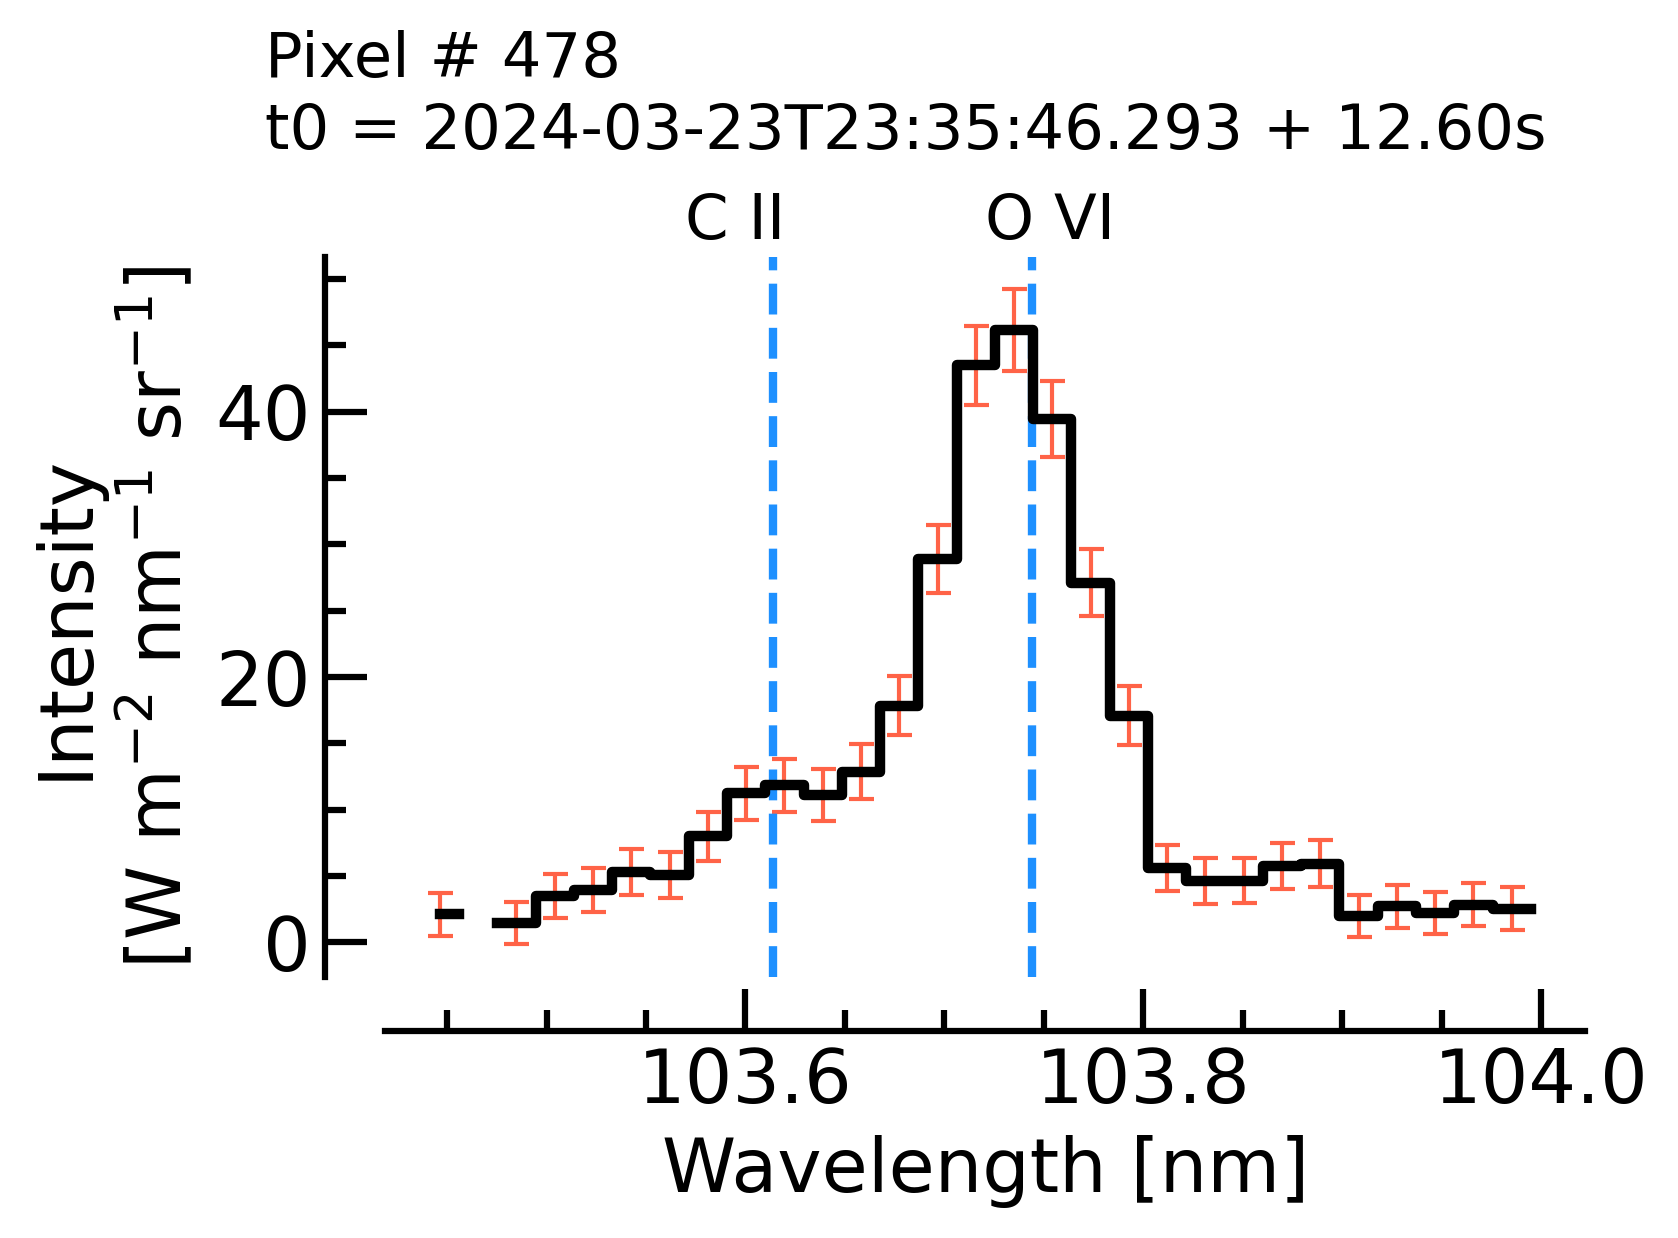 Pixel # 478
t0 = 2024-03-23T23:35:46.293 + 12.60s
C II
O VI
Intensity
[W m⁻² nm⁻¹ sr⁻¹]
40
20
0
103.6
103.8
104.0
Wavelength [nm]